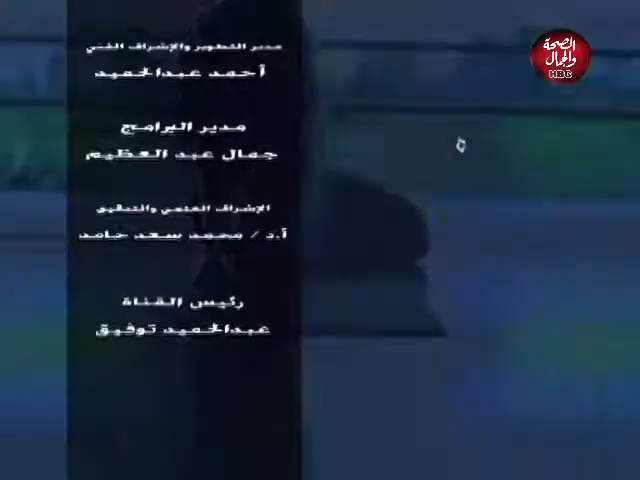 مدير التطوير والإشراف الفني
أحمد عبدالحميد
مدير البرامج
جمال عبد العظيم
الإشراف العلمي والتدقيق
أ.د / محمد سعد حامد
رئيس القناة
عبدالحميد توفيق
الصحة
والجمال
HBC